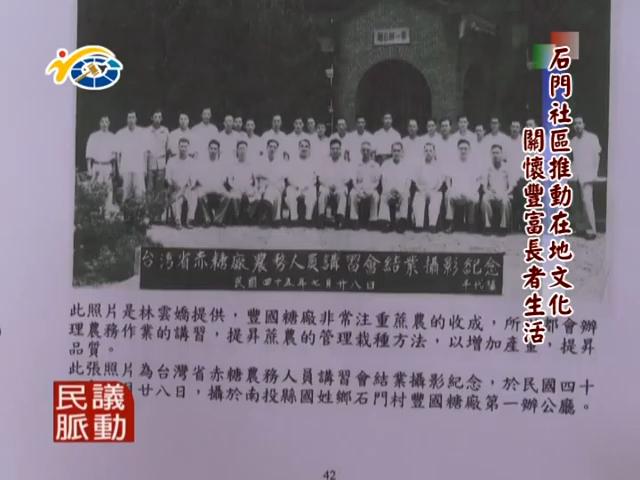 石門社區推動在地文化
關懷豐富長者生活
台灣省赤糖廠農務人員講習會結業攝影紀念
民國四十五年七月廿八日
此照片是林雲嬌提供，豐國糖廠非常注重蔗農的收成，所 都會辦
理農務作業的講習，提昇蔗農的管理栽種方法，以增加產量，提昇
品質。
此張照片為台灣省赤糖農務人員講習會結業攝影紀念，於民國四十
廿八日，攝於南投縣國姓鄉石門村豐國糖廠第一辦公廳。
民議
脈動
42